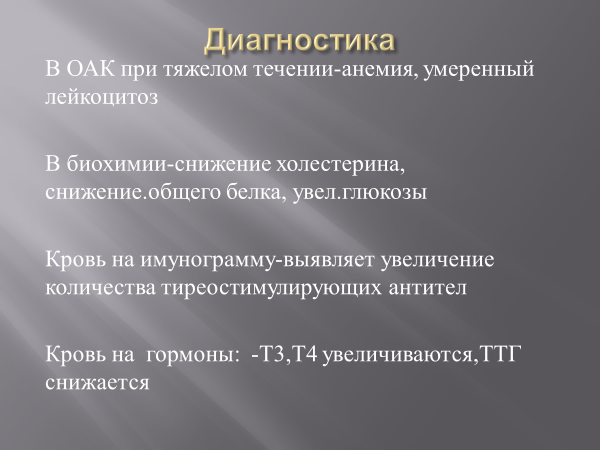 Диагностика
В ОАК при тяжелом течении-анемия, умеренный
лейкоцитоз
В биохимии-снижение холестерина,
снижение.общего белка, увел.глюкозы
Кровь на имунограмму-выявляет увеличение
количества тиреостимулирующих антител
Кровь на  гормоны:  -Т3,Т4 увеличиваются,ТТГ
снижается